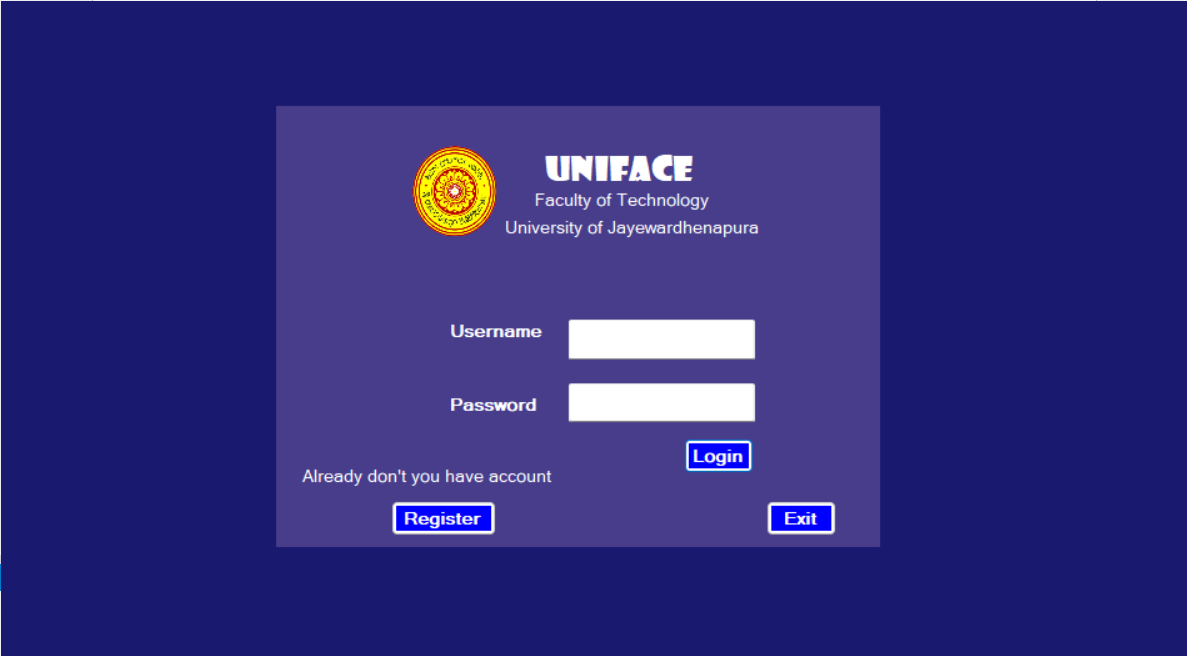 UNIFACE
Faculty of Technology
University of Jayewardhenapura
Username
Password
Login
Already don't you have account
Register
Exit